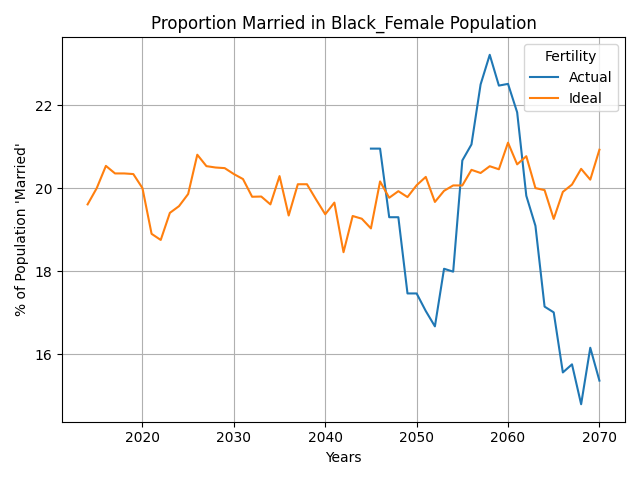 Proportion Married in Black_Female Population
Fertility
Actual
Ideal
% of Population 'Married'
22
20
18
16
2020
2030
2040
2050
2060
2070
Years